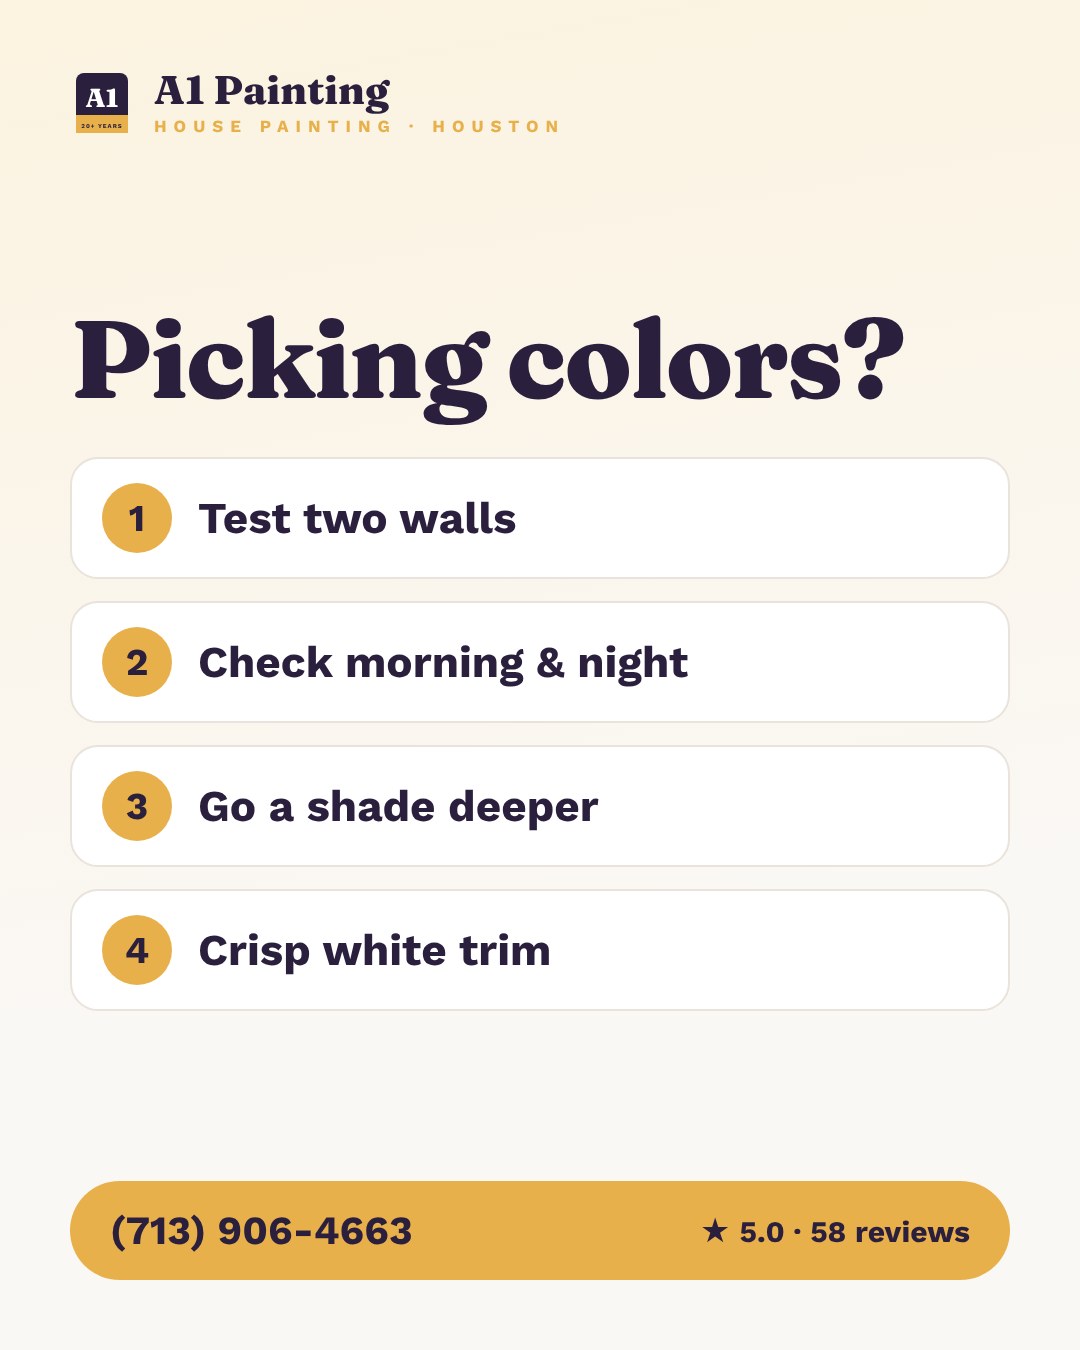 A1
20+ YEARS
A1 Painting
HOUSE PAINTING · HOUSTON
Picking colors?
1 Test two walls
2 Check morning & night
3 Go a shade deeper
4 Crisp white trim
(713) 906-4663
★ 5.0 · 58 reviews